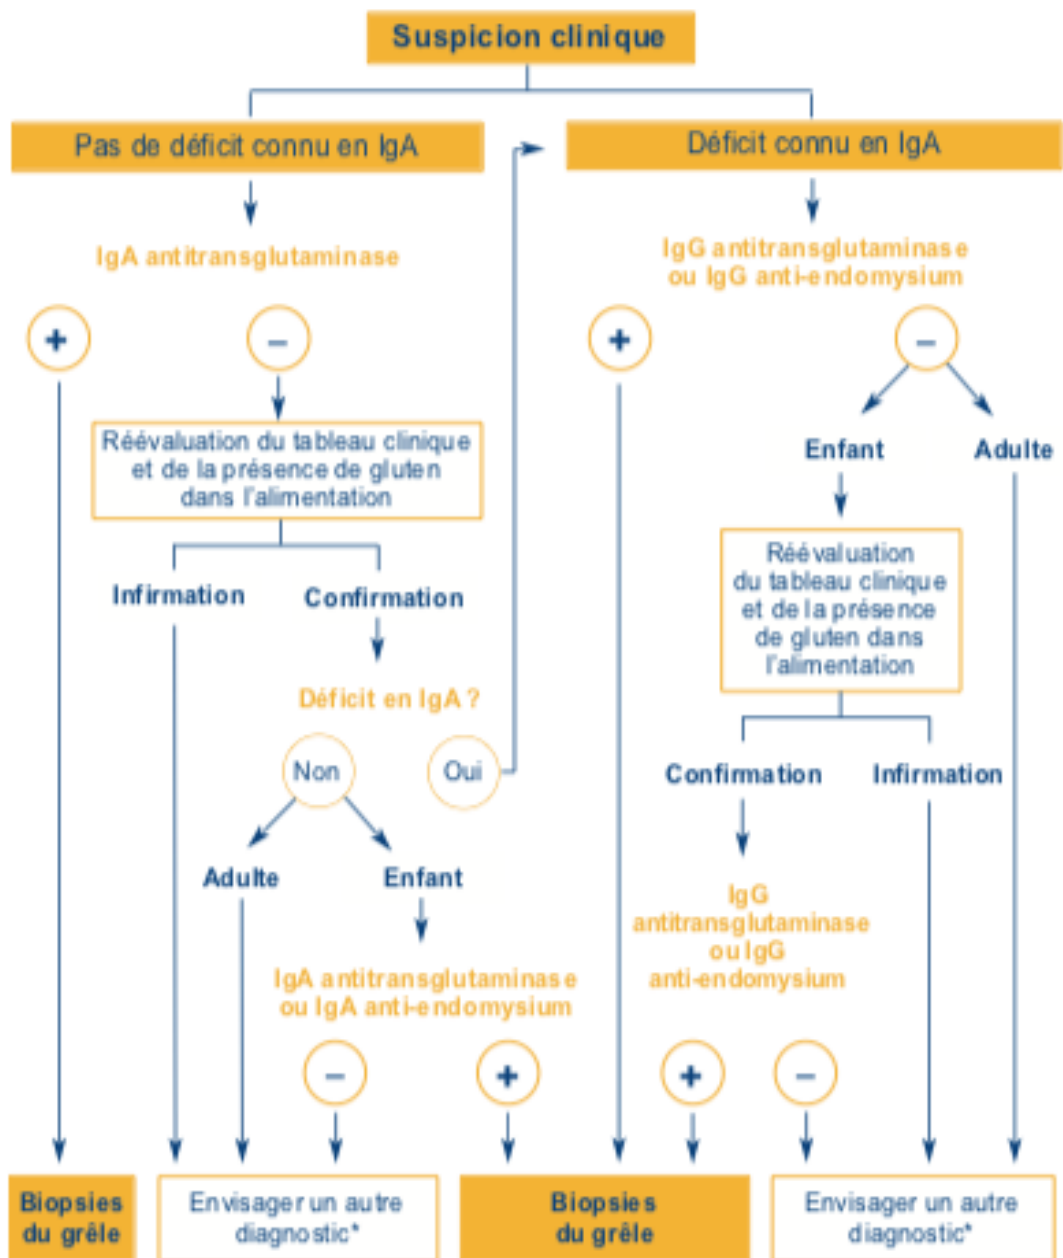 Suspicion clinique
Pas de déficit connu en IgA
Déficit connu en IgA
IgA antitransglutaminase
IgG antitransglutaminase
ou IgG anti-endomysium
+
–
+
–
Réévaluation du tableau clinique
et de la présence de gluten
dans l'alimentation
Enfant
Adulte
Infirmation
Confirmation
Réévaluation
du tableau clinique
et de la présence
de gluten dans
l'alimentation
Déficit en IgA ?
Non
Oui
Confirmation
Infirmation
Adulte
Enfant
IgG
antitransglutaminase
ou IgG
anti-endomysium
IgA antitransglutaminase
ou IgA anti-endomysium
–
+
+
–
Biopsies
du grêle
Envisager un autre
diagnostic*
Biopsies
du grêle
Envisager un autre
diagnostic*